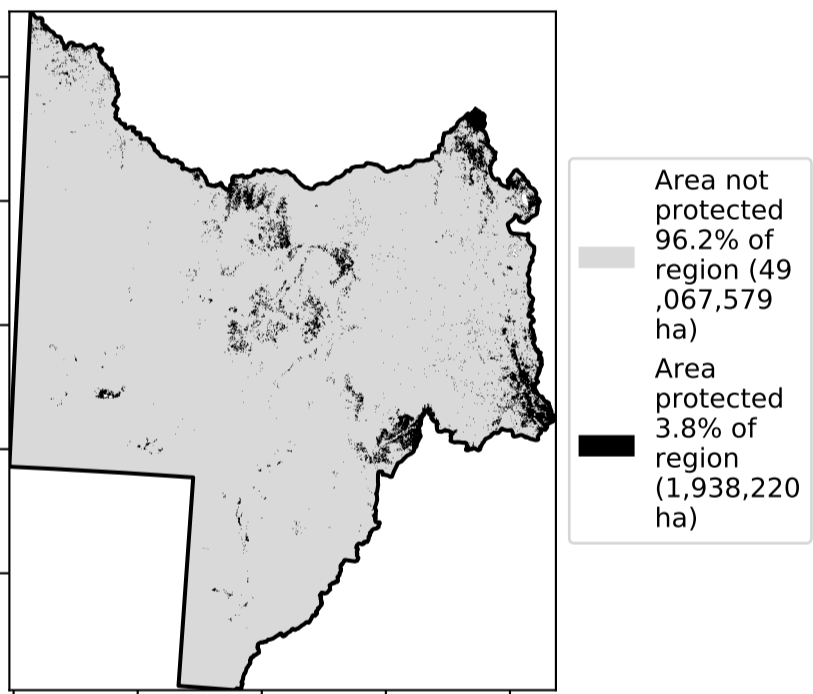 Area not
protected
96.2% of
region (49
,067,579
ha)
Area
protected
3.8% of
region
(1,938,220
ha)